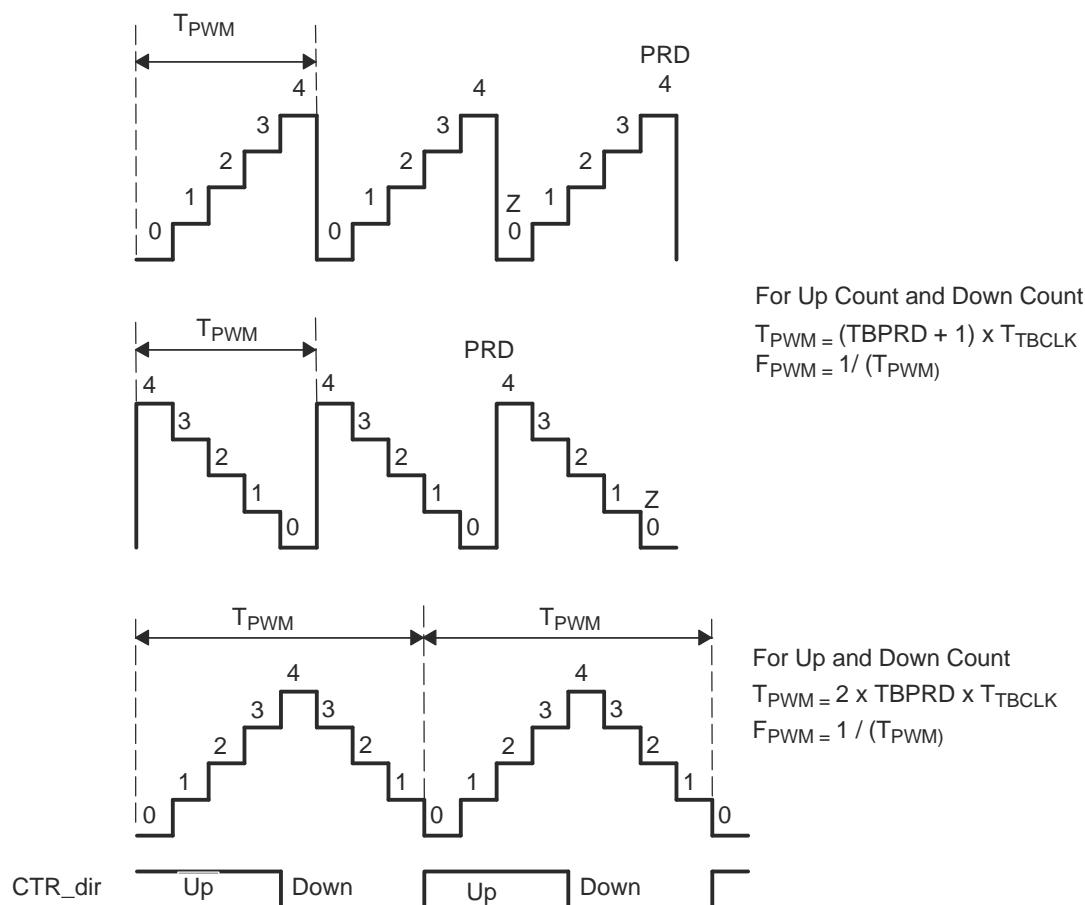 TPWM
PRD
4 4 4
3 3 3
2 2 2
1 1 Z 1
0 0 0
For Up Count and Down Count
TPWM = (TBPRD + 1) x TTBCLK
FPWM = 1/ (TPWM)
TPWM
PRD
4 4 4
3 3 3
2 2 2
1 1 1 Z
0 0 0
TPWM TPWM
For Up and Down Count
TPWM = 2 x TBPRD x TTBCLK
FPWM = 1 / (TPWM)
4 4
3 3 3 3
2 2 2 2
1 1 1 1
0 0 0
CTR_dir Up Down Up Down